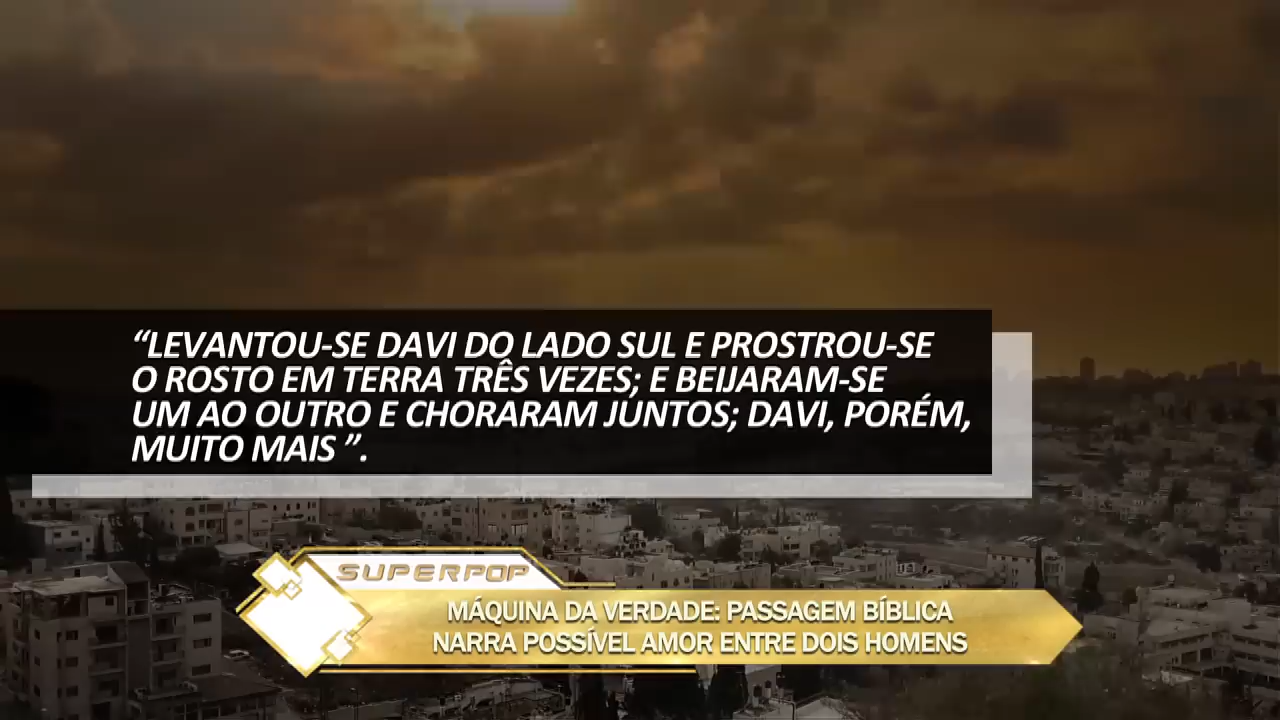 “LEVANTOU-SE DAVI DO LADO SUL E PROSTROU-SE
O ROSTO EM TERRA TRÊS VEZES; E BEIJARAM-SE
UM AO OUTRO E CHORARAM JUNTOS; DAVI, PORÉM,
MUITO MAIS ”.
SUPERPOP
MÁQUINA DA VERDADE: PASSAGEM BÍBLICA
NARRA POSSÍVEL AMOR ENTRE DOIS HOMENS